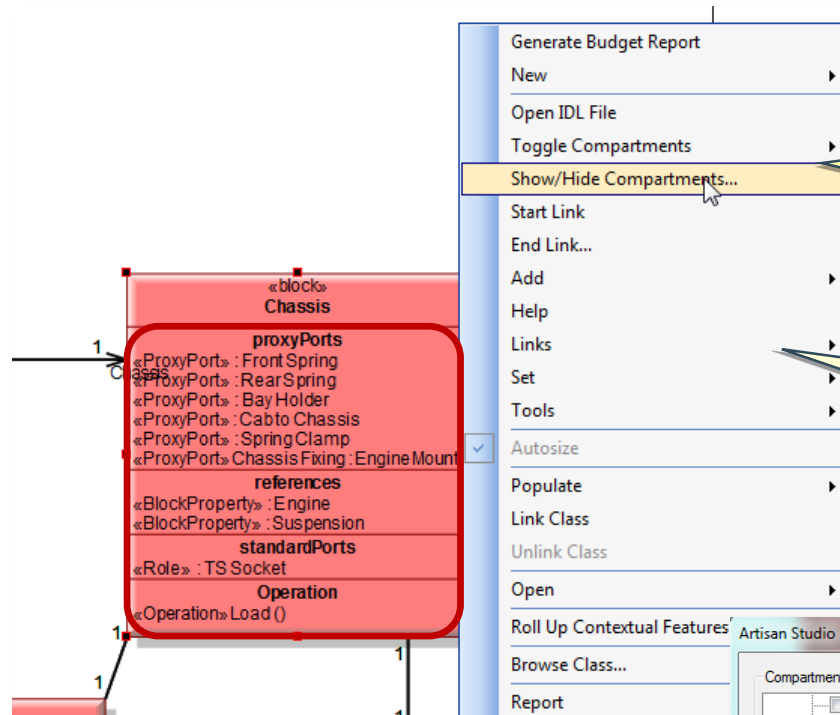 «block»
Chassis
proxyPorts
«ProxyPort» : Front Spring
«ProxyPort» : Rear Spring
«ProxyPort» : Bay Holder
«ProxyPort» : Cab to Chassis
«ProxyPort» : Spring Clamp
«ProxyPort» Chassis Fixing : Engine Mount
references
«BlockProperty» : Engine
«BlockProperty» : Suspension
standardPorts
«Role» : TS Socket
Operation
«Operation» Load ()
1
Chassis
1
1
1
1
Generate Budget Report
New
Open IDL File
Toggle Compartments
Show/Hide Compartments...
Start Link
End Link...
Add
Help
Links
Set
Tools
Autosize
Populate
Link Class
Unlink Class
Open
Roll Up Contextual Features
Browse Class...
Report
Artisan Studio
Compartmen